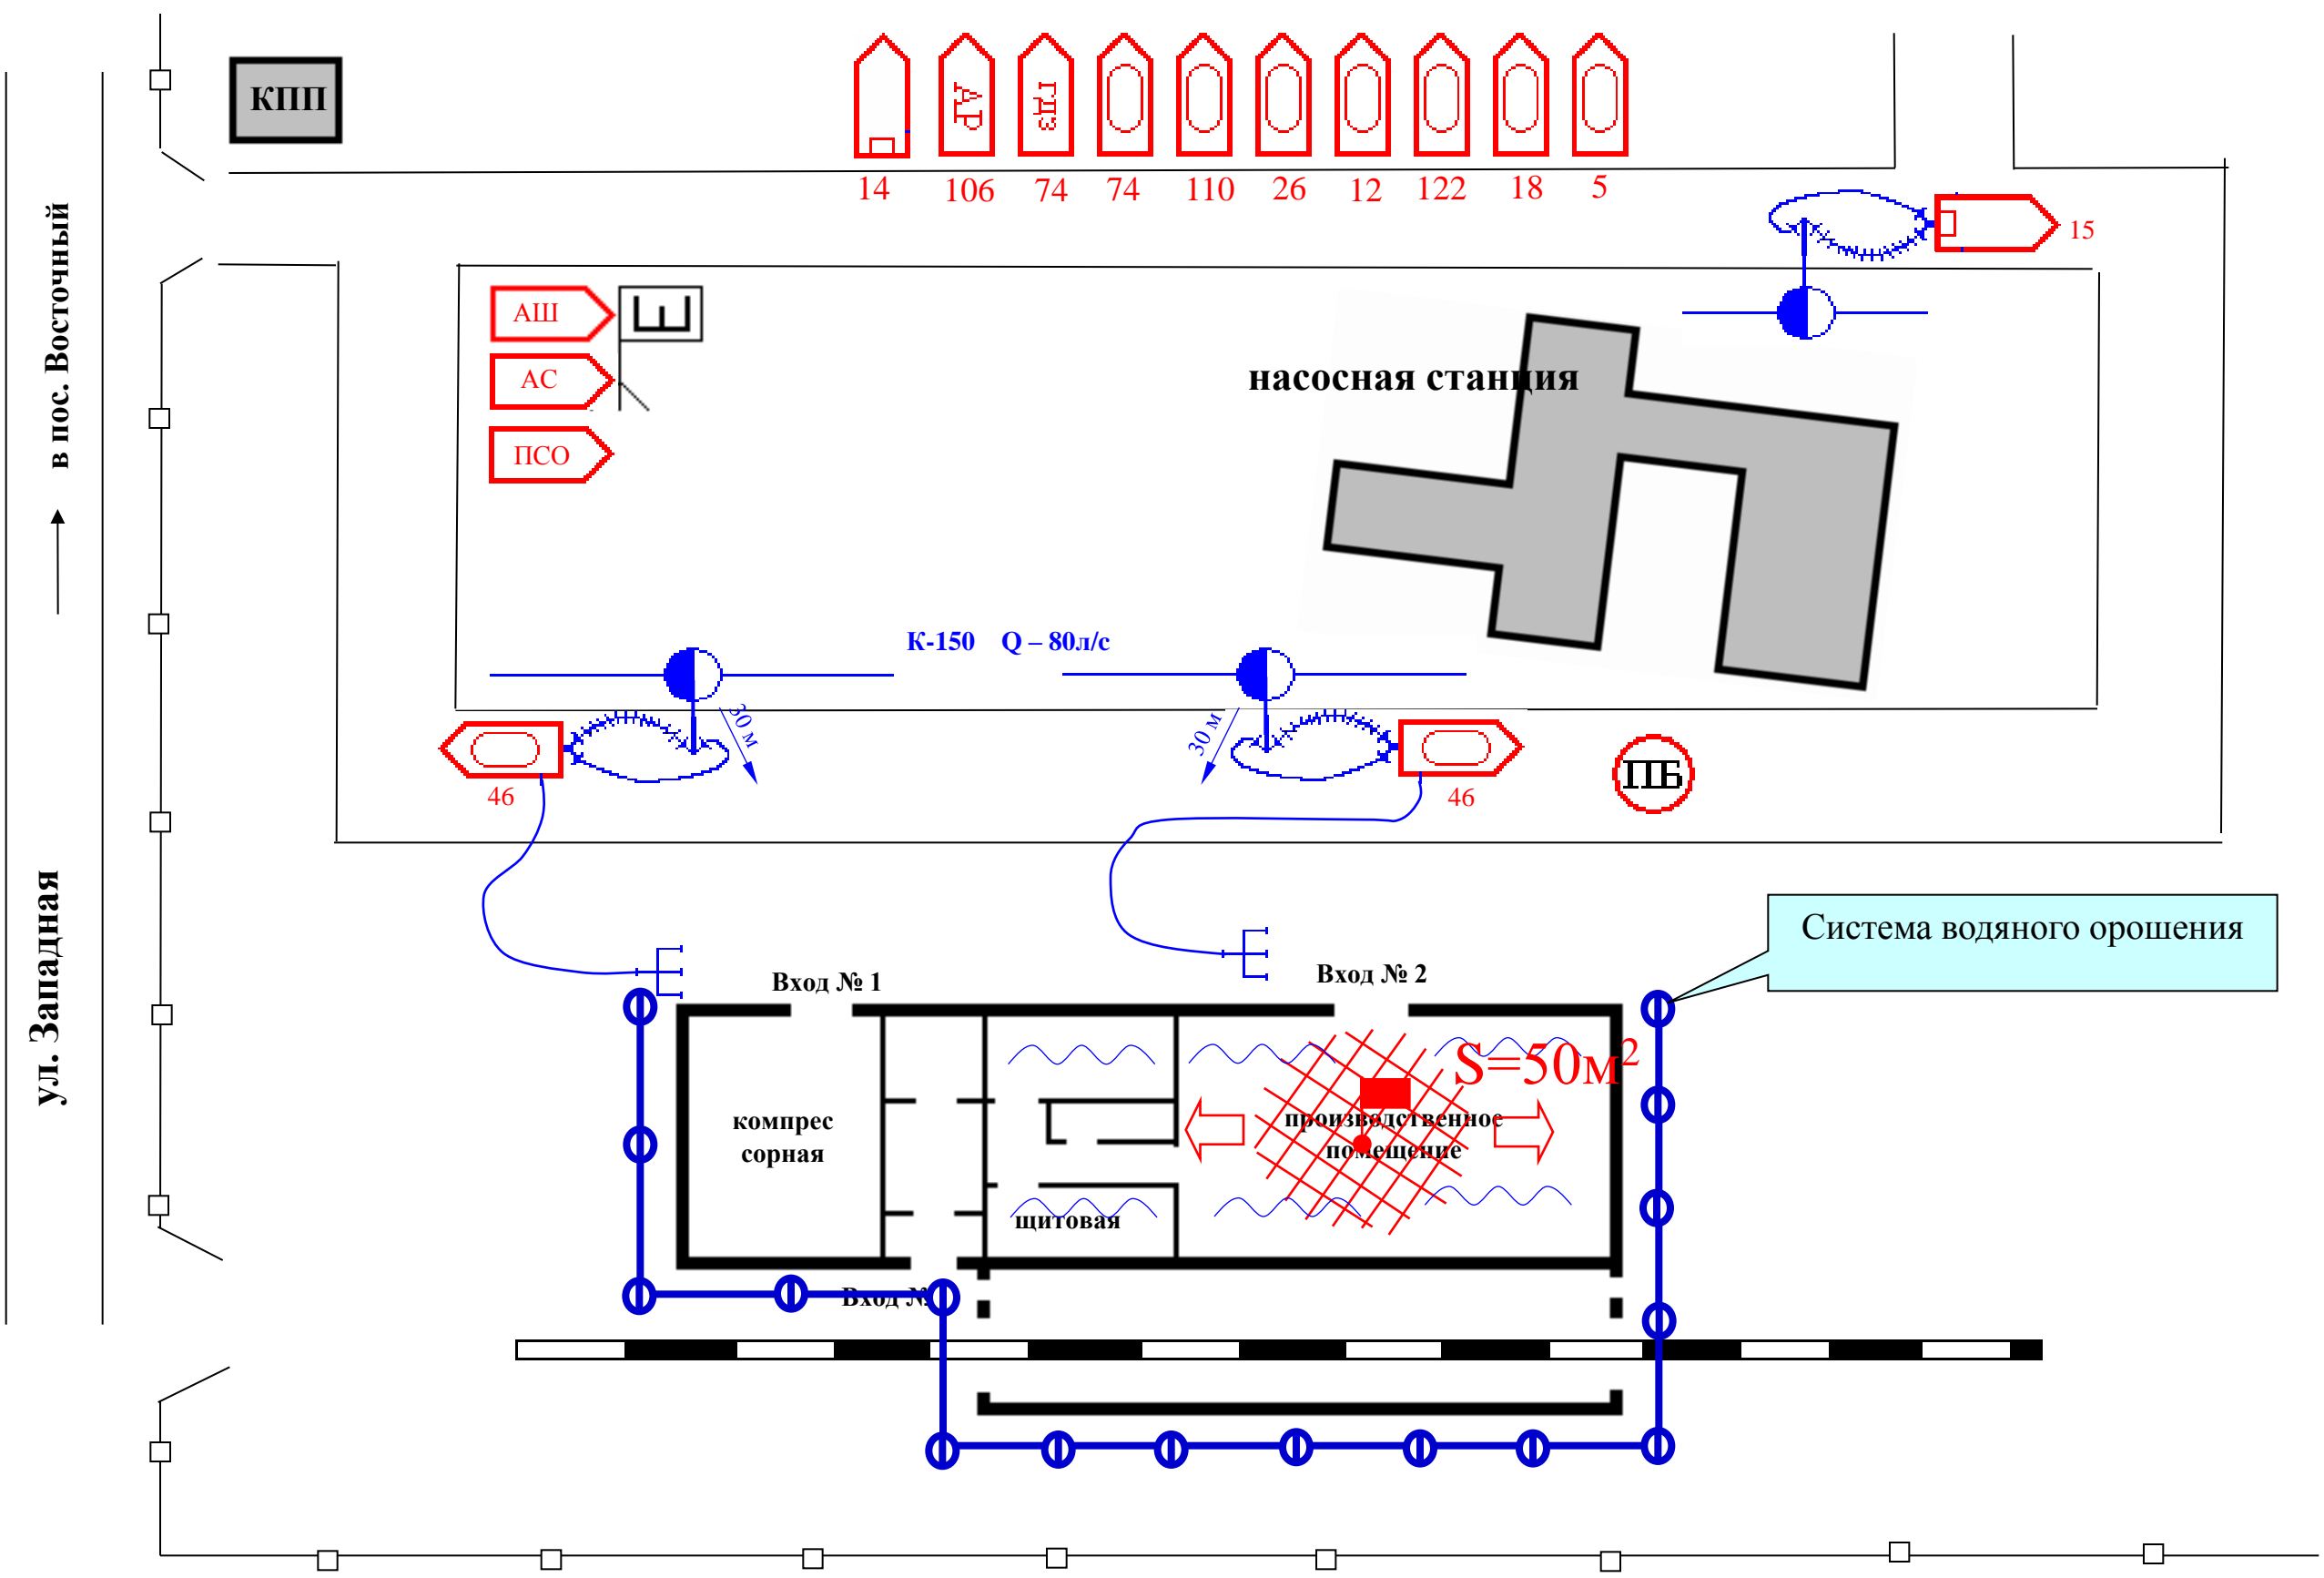 КПП
АР
ГДЗ
14
106
74
74
110
26
12
122
18
5
15
АШ
АС
ПСО
Ш
насосная станция
в пос. Восточный
ул. Западная
К-150 Q – 80л/с
30 м
30 м
46
46
ПБ
Система водяного орошения
Вход № 1
Вход № 2
S=50м²
компрес
сорная
производственное
помещение
щитовая
Вход №